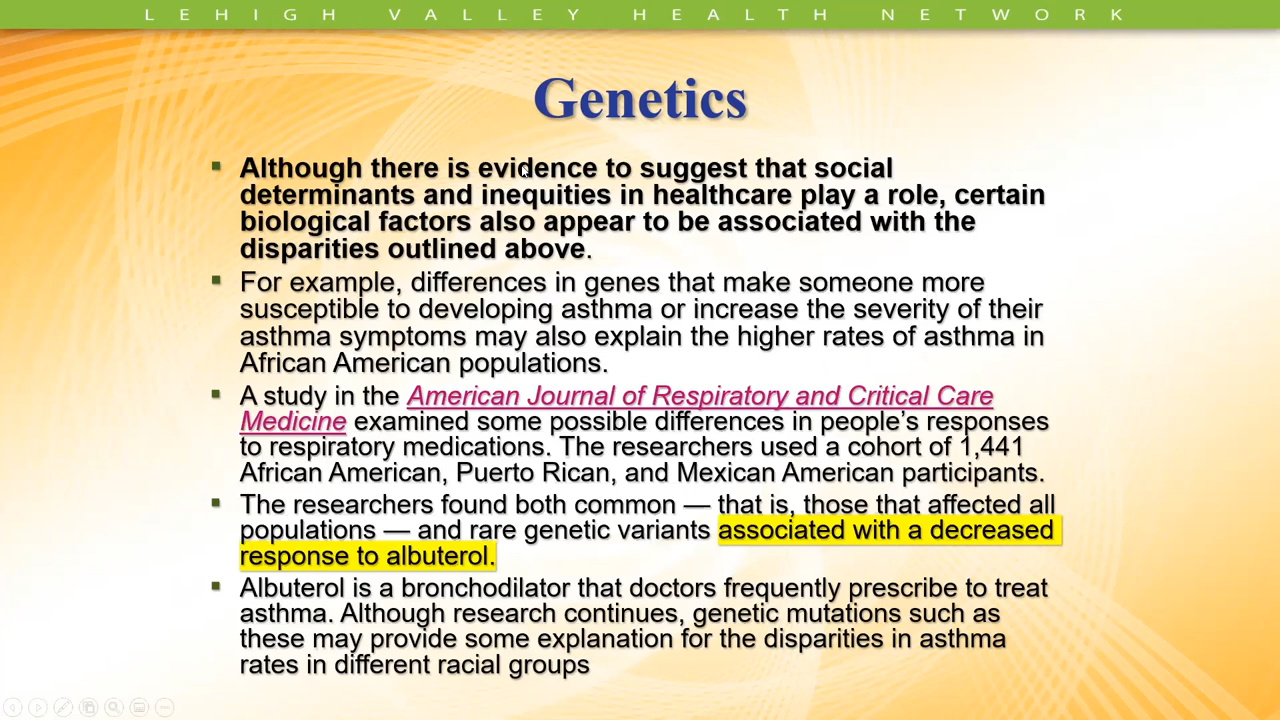 LEHIGH VALLEY HEALTH NETWORK
Genetics
▪ Although there is evidence to suggest that social
determinants and inequities in healthcare play a role, certain
biological factors also appear to be associated with the
disparities outlined above.
▪ For example, differences in genes that make someone more
susceptible to developing asthma or increase the severity of their
asthma symptoms may also explain the higher rates of asthma in
African American populations.
▪ A study in the American Journal of Respiratory and Critical Care
Medicine examined some possible differences in people’s responses
to respiratory medications. The researchers used a cohort of 1,441
African American, Puerto Rican, and Mexican American participants.
▪ The researchers found both common — that is, those that affected all
populations — and rare genetic variants associated with a decreased
response to albuterol.
▪ Albuterol is a bronchodilator that doctors frequently prescribe to treat
asthma. Although research continues, genetic mutations such as
these may provide some explanation for the disparities in asthma
rates in different racial groups